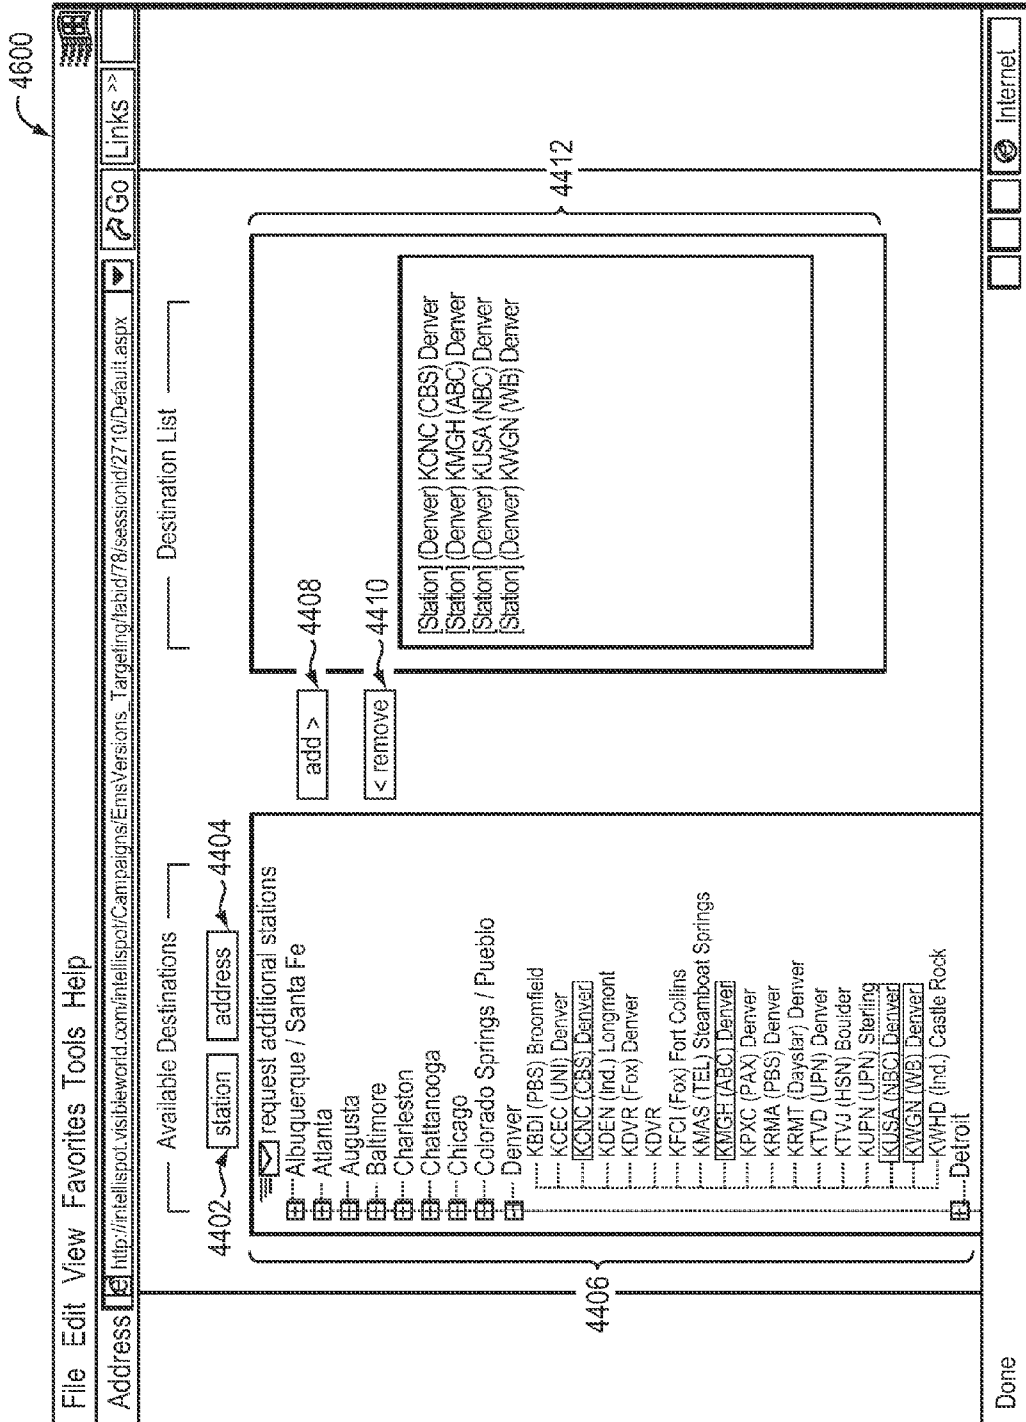 4600
File Edit View Favorites Tools Help
Address http://intellispot.visibleworld.com/intellispot/Campaigns/EmsVersions_Targeting/tabid/78/sessionid/2710/Default.aspx Go Links >>
Available Destinations
Destination List
4402 station address 4404
request additional stations
Albuquerque / Santa Fe
Atlanta
Augusta
Baltimore
Charleston
Chattanooga
Chicago
Colorado Springs / Pueblo
Denver
KBDI (PBS) Broomfield
KCEC (UNI) Denver
KCNC (CBS) Denver
KDEN (Ind.) Longmont
KDVR (Fox) Denver
KDVR
KFCI (Fox) Fort Collins
KMAS (TEL) Steamboat Springs
KMGH (ABC) Denver
KPXC (PAX) Denver
KRMA (PBS) Denver
KRMT (Daystar) Denver
KTVD (UPN) Denver
KTVJ (HSN) Boulder
KUPN (UPN) Sterling
KUSA (NBC) Denver
KWGN (WB) Denver
KWHD (Ind.) Castle Rock
Detroit
4406
add > 4408
< remove 4410
[Station] (Denver) KCNC (CBS) Denver
[Station] (Denver) KMGH (ABC) Denver
[Station] (Denver) KUSA (NBC) Denver
[Station] (Denver) KWGN (WB) Denver
4412
Done Internet